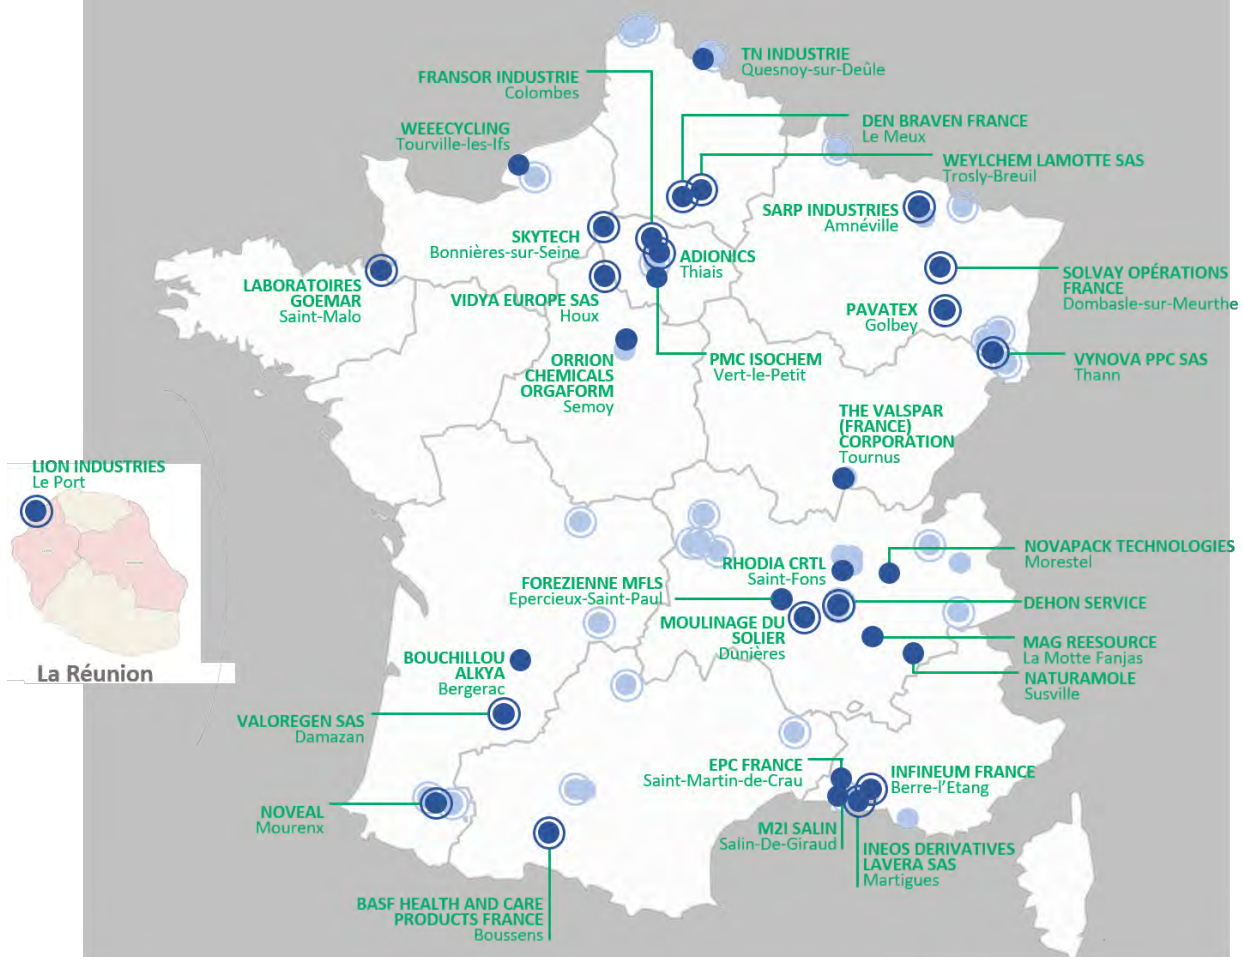 TN INDUSTRIE
Quesnoy-sur-Deûle
FRANSOR INDUSTRIE
Colombes
DEN BRAVEN FRANCE
Le Meux
WEEECYCLING
Tourville-les-Ifs
WEYLCHEM LAMOTTE SAS
Trosly-Breuil
SARP INDUSTRIES
Amnéville
SKYTECH
Bonnières-sur-Seine
ADIONICS
Thiais
SOLVAY OPÉRATIONS
FRANCE
Dombasle-sur-Meurthe
LABORATOIRES
GOEMAR
Saint-Malo
VIDYA EUROPE SAS
Houx
PAVATEX
Golbey
ORRION
CHEMICALS
ORGAFORM
Semoy
PMC ISOCHEM
Vert-le-Petit
VYNOVA PPC SAS
Thann
THE VALSPAR
(FRANCE)
CORPORATION
Tournus
LION INDUSTRIES
Le Port
La Réunion
NOVAPACK TECHNOLOGIES
Morestel
RHODIA CRTL
Saint-Fons
FOREZIENNE MFLS
Epercieux-Saint-Paul
DEHON SERVICE
MOULINAGE DU
SOLIER
Dunières
MAG REESOURCE
La Motte Fanjas
NATURAMOLE
Susville
BOUCHILLOU
ALKYA
Bergerac
VALOREGEN SAS
Damazan
EPC FRANCE
Saint-Martin-de-Crau
INFINEUM FRANCE
Berre-l'Etang
NOVEAL
Mourenx
M2I SALIN
Salin-De-Giraud
INEOS DERIVATIVES
LAVERA SAS
Martigues
BASF HEALTH AND CARE
PRODUCTS FRANCE
Boussens